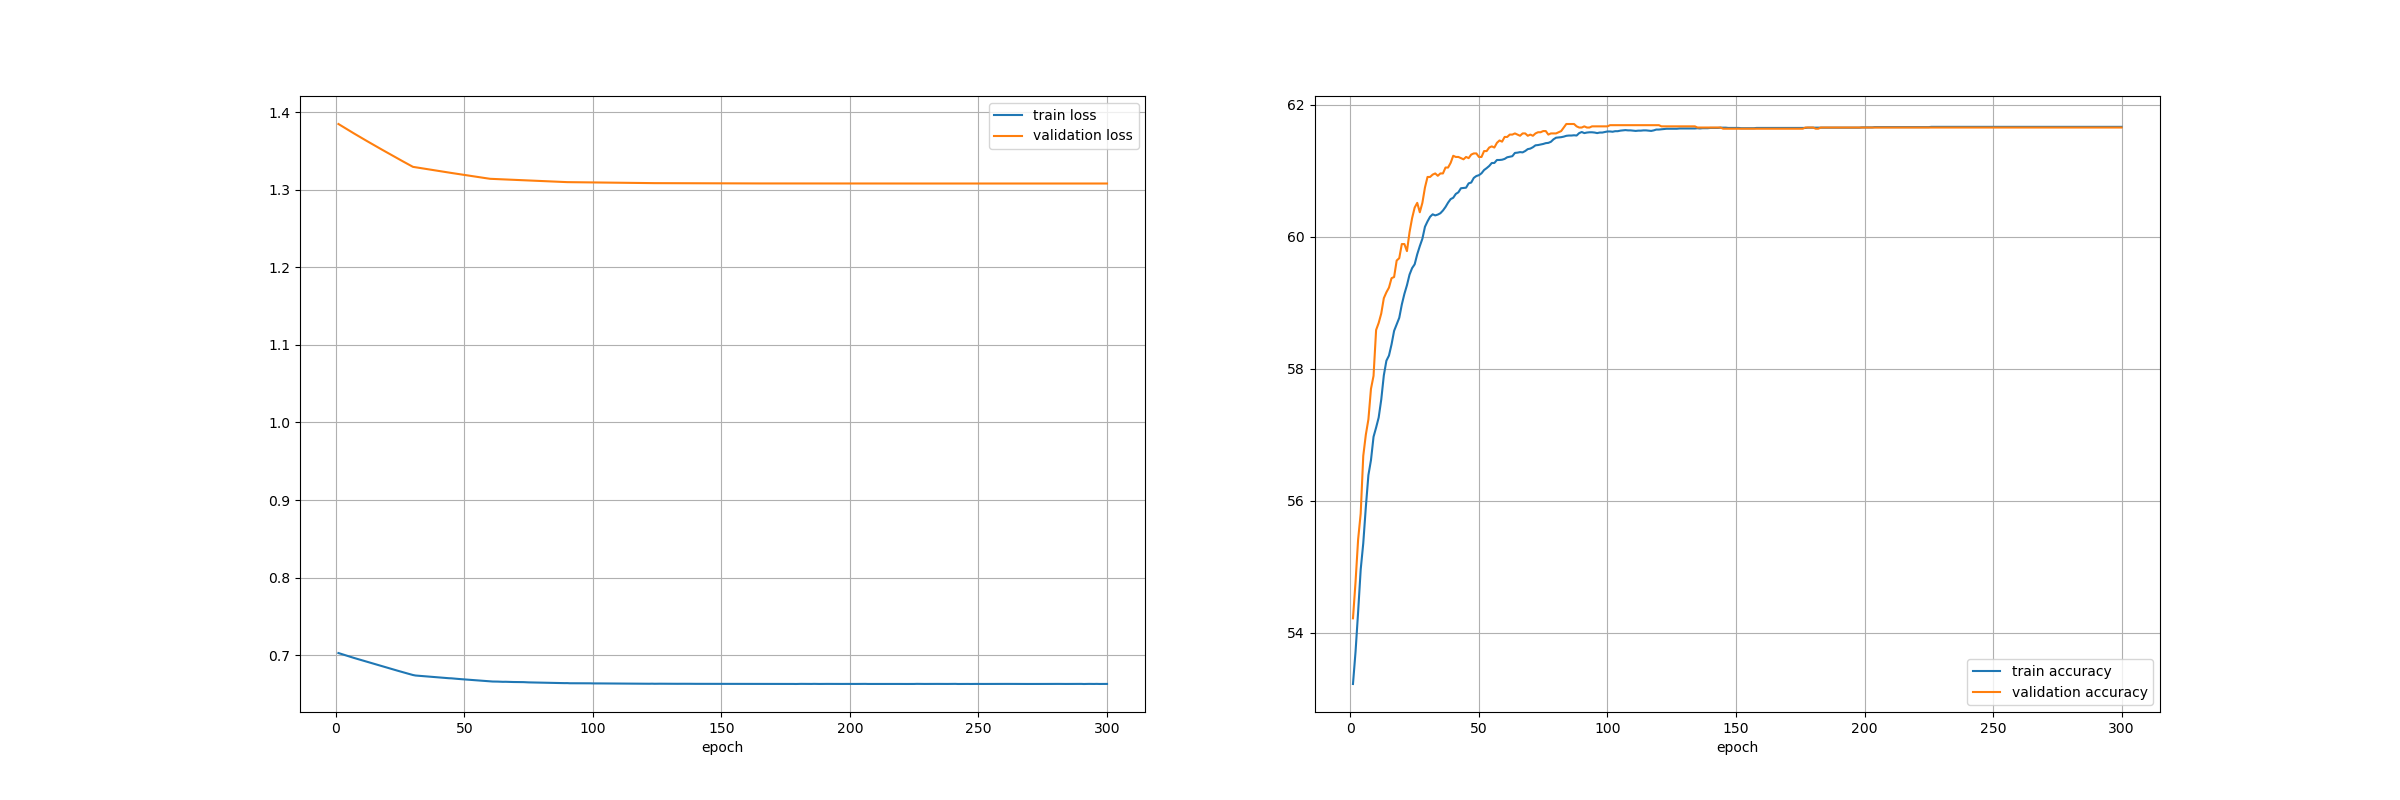 1.4
1.3
1.2
1.1
1.0
0.9
0.8
0.7
0 50 100 150 200 250 300
epoch
train loss
validation loss
62
60
58
56
54
0 50 100 150 200 250 300
epoch
train accuracy
validation accuracy